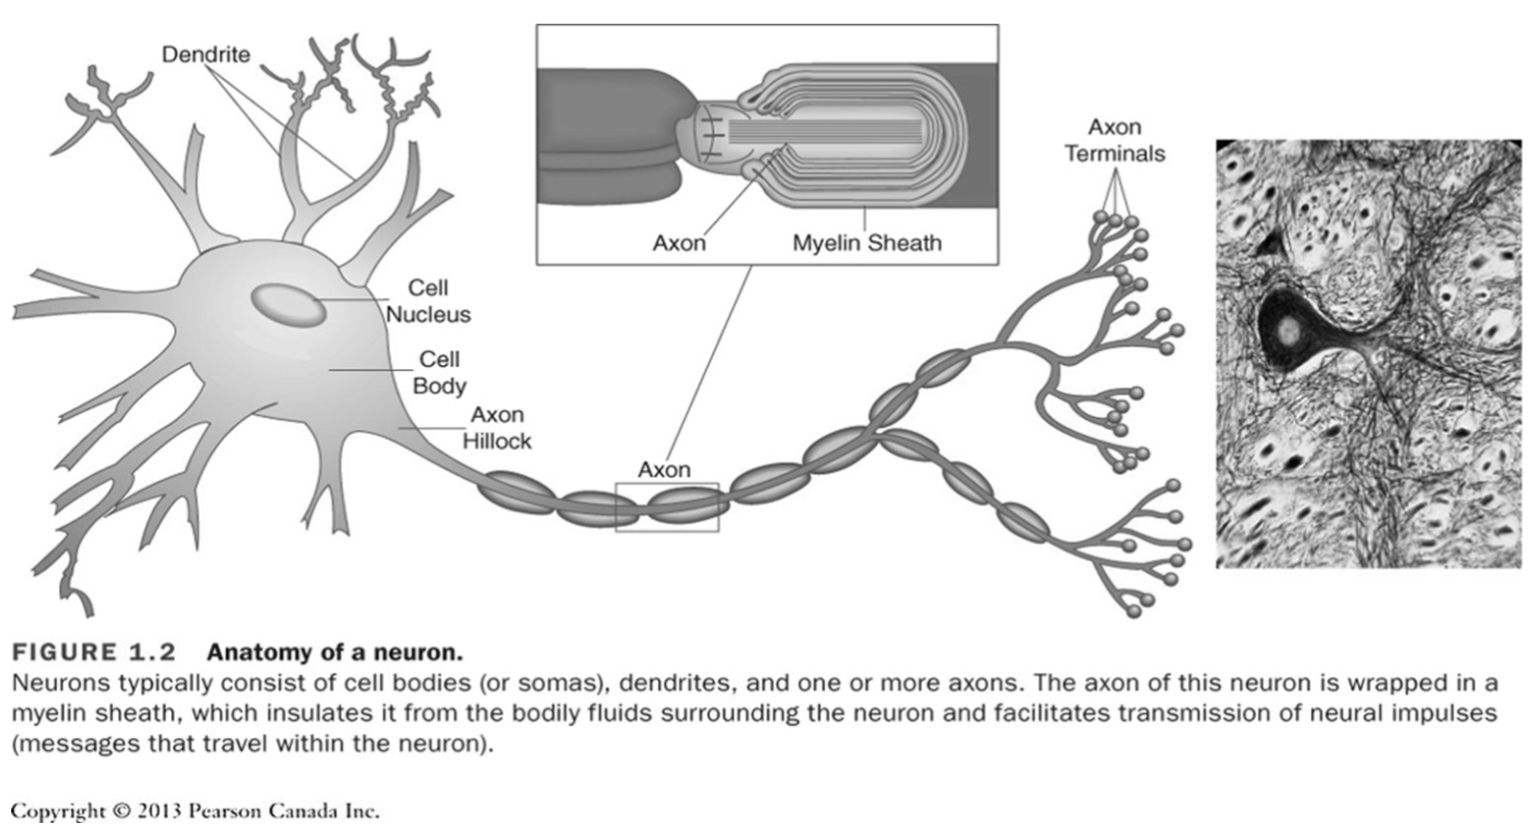 Dendrite
Axon
Myelin Sheath
Axon
Terminals
Cell
Nucleus
Cell
Body
Axon
Hillock
Axon
FIGURE 1.2 Anatomy of a neuron.
Neurons typically consist of cell bodies (or somas), dendrites, and one or more axons. The axon of this neuron is wrapped in a
myelin sheath, which insulates it from the bodily fluids surrounding the neuron and facilitates transmission of neural impulses
(messages that travel within the neuron).
Copyright © 2013 Pearson Canada Inc.